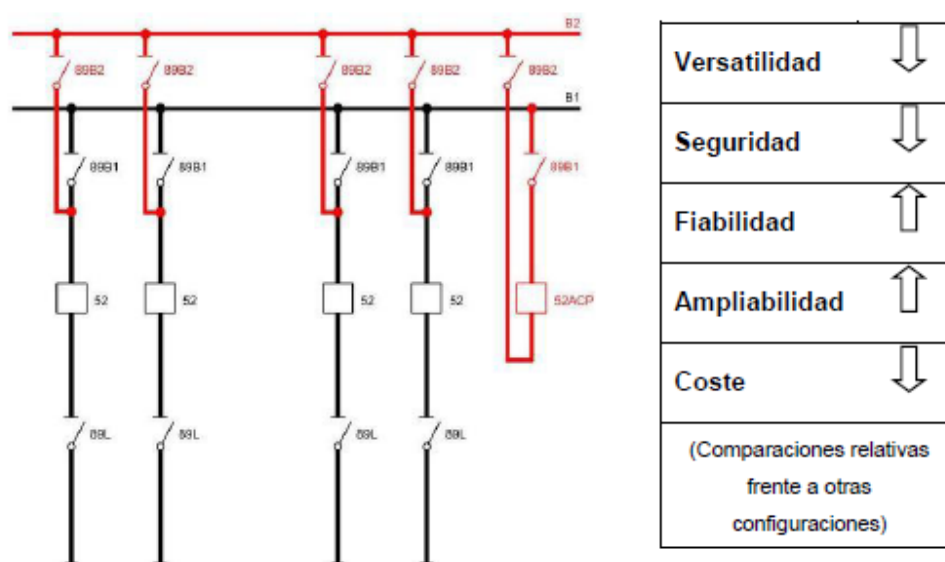 B2
89B2 89B2 89B2 89B2 89B2
B1
89B1 89B1 89B1 89B1 89B1
52 52 52 52 52ACP
89L 89L 89L 89L
Versatilidad
Seguridad
Fiabilidad
Ampliabilidad
Coste
(Comparaciones relativas
frente a otras
configuraciones)